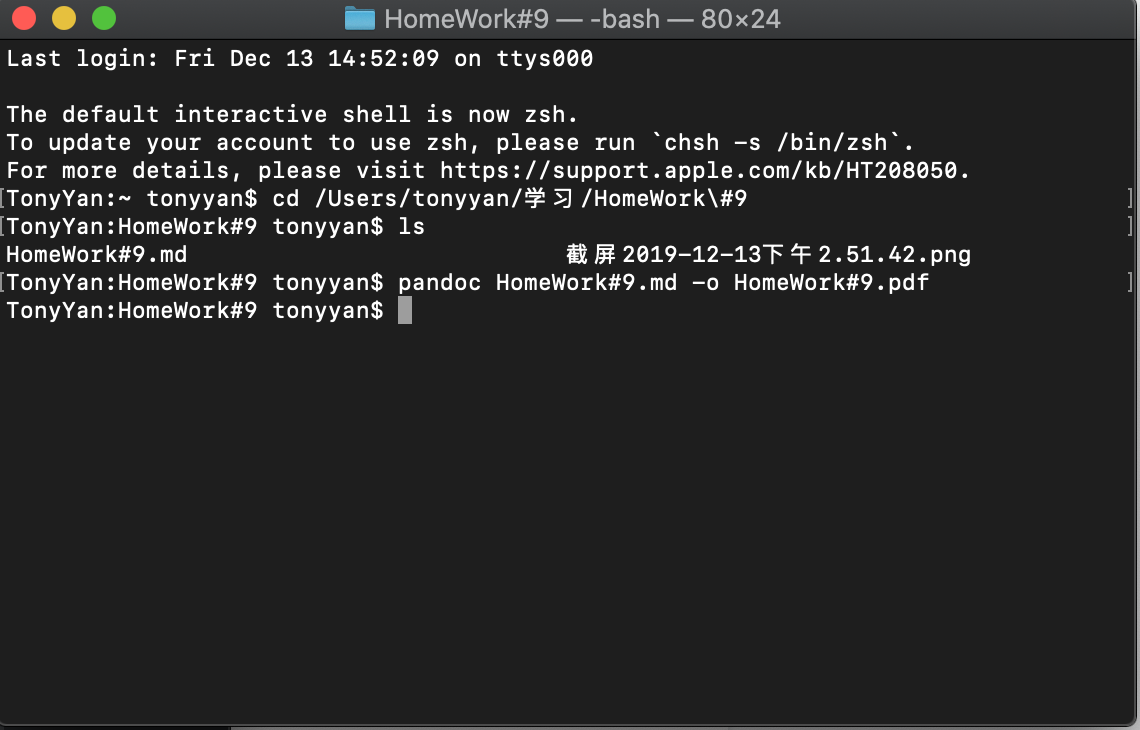 HomeWork#9 — -bash — 80×24
Last login: Fri Dec 13 14:52:09 on ttys000
The default interactive shell is now zsh.
To update your account to use zsh, please run `chsh -s /bin/zsh`.
For more details, please visit https://support.apple.com/kb/HT208050.
[TonyYan:~ tonyyan$ cd /Users/tonyyan/学习/HomeWork\#9 ]
[TonyYan:HomeWork#9 tonyyan$ ls ]
HomeWork#9.md 截屏2019-12-13下午2.51.42.png
[TonyYan:HomeWork#9 tonyyan$ pandoc HomeWork#9.md -o HomeWork#9.pdf ]
TonyYan:HomeWork#9 tonyyan$